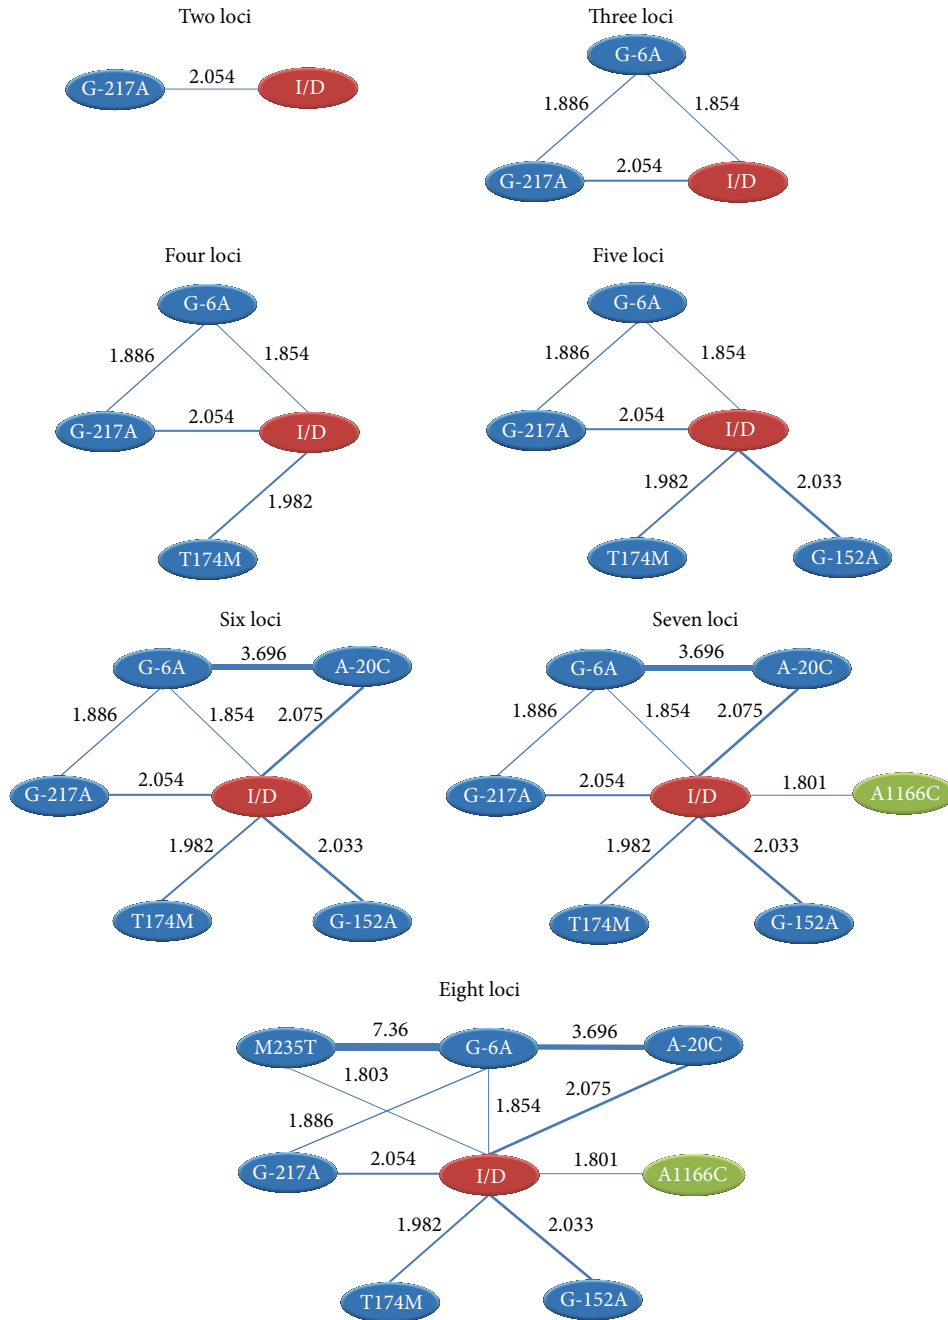 Two loci
Three loci
G-217A 2.054 I/D
G-6A
1.886 1.854
G-217A 2.054 I/D
Four loci
Five loci
G-6A
1.886 1.854
G-217A 2.054 I/D
1.982
T174M
G-6A
1.886 1.854
G-217A 2.054 I/D
1.982 2.033
T174M G-152A
Six loci
Seven loci
G-6A 3.696 A-20C
1.886 1.854 2.075
G-217A 2.054 I/D
1.982 2.033
T174M G-152A
G-6A 3.696 A-20C
1.886 1.854 2.075
G-217A 2.054 I/D 1.801 A1166C
1.982 2.033
T174M G-152A
Eight loci
M235T 7.36 G-6A 3.696 A-20C
1.803 2.075
1.886 1.854
G-217A 2.054 I/D 1.801 A1166C
1.982 2.033
T174M G-152A